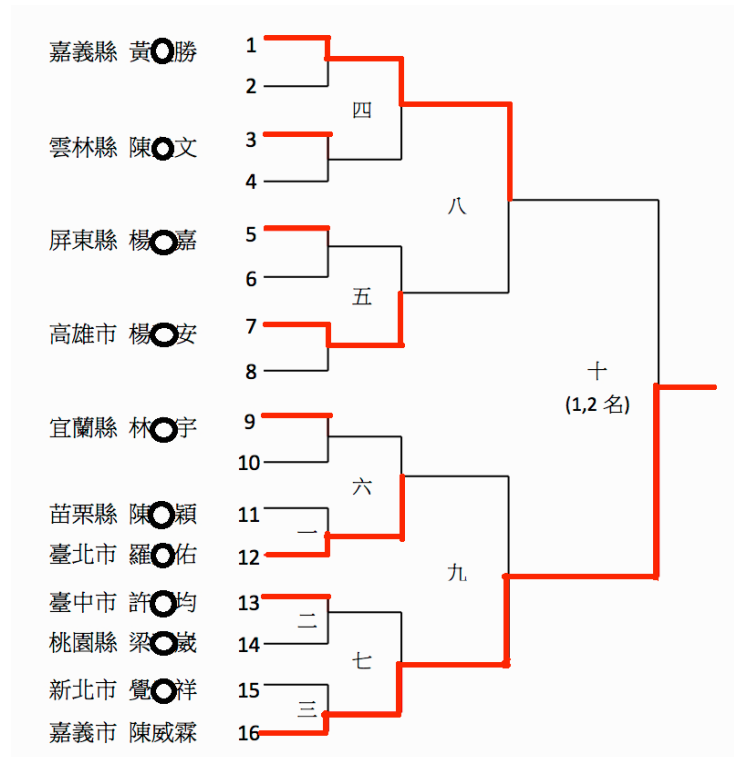 嘉義縣 黃 勝 1
2
四
雲林縣 陳 文 3
4
八
屏東縣 楊 嘉 5
6
五
高雄市 楊 安 7
8
十
(1,2 名)
宜蘭縣 林 宇 9
10
六
苗栗縣 陳 穎 11
一
臺北市 羅 佑 12
九
臺中市 許 均 13
二
桃園縣 梁 崴 14
七
新北市 覺 祥 15
三
嘉義市 陳威霖 16